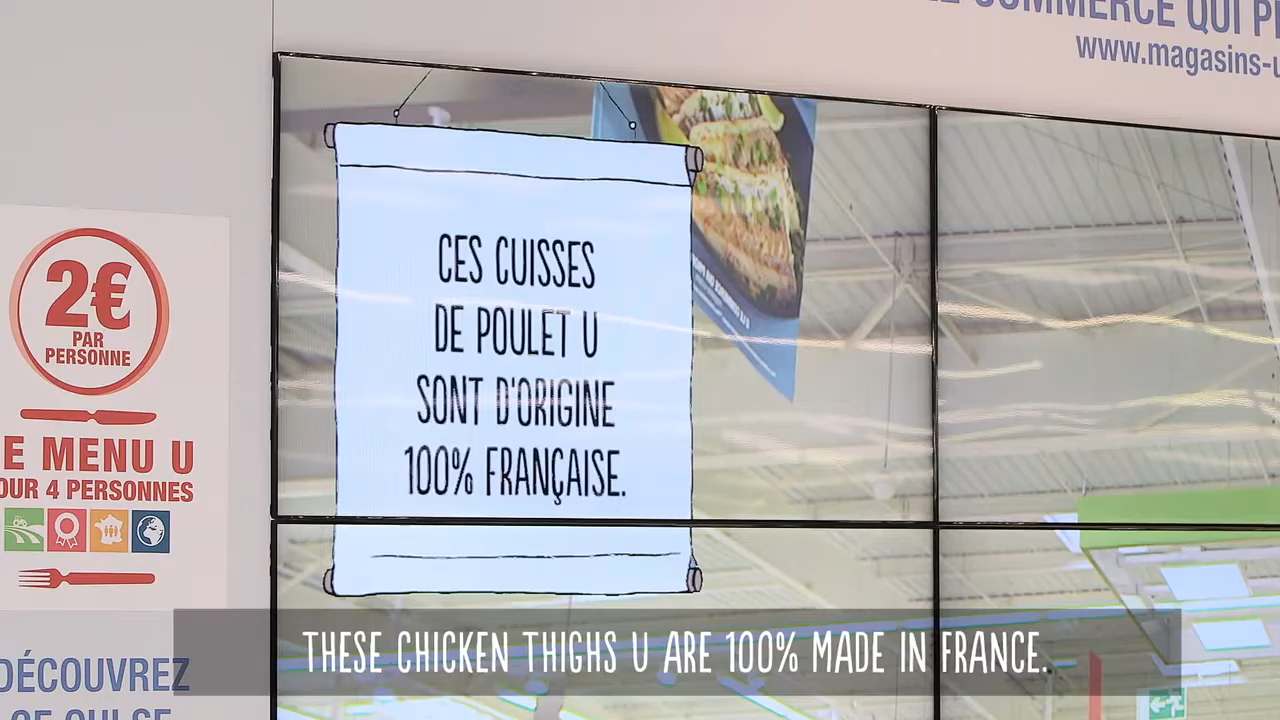 COMMERCE QUI
www.magasins-u
2€
PAR
PERSONNE
MENU U
4 PERSONNES
CES CUISSES
DE POULET U
SONT D'ORIGINE
100% FRANÇAISE.
DÉCOUVREZ
THESE CHICKEN THIGHS U ARE 100% MADE IN FRANCE.